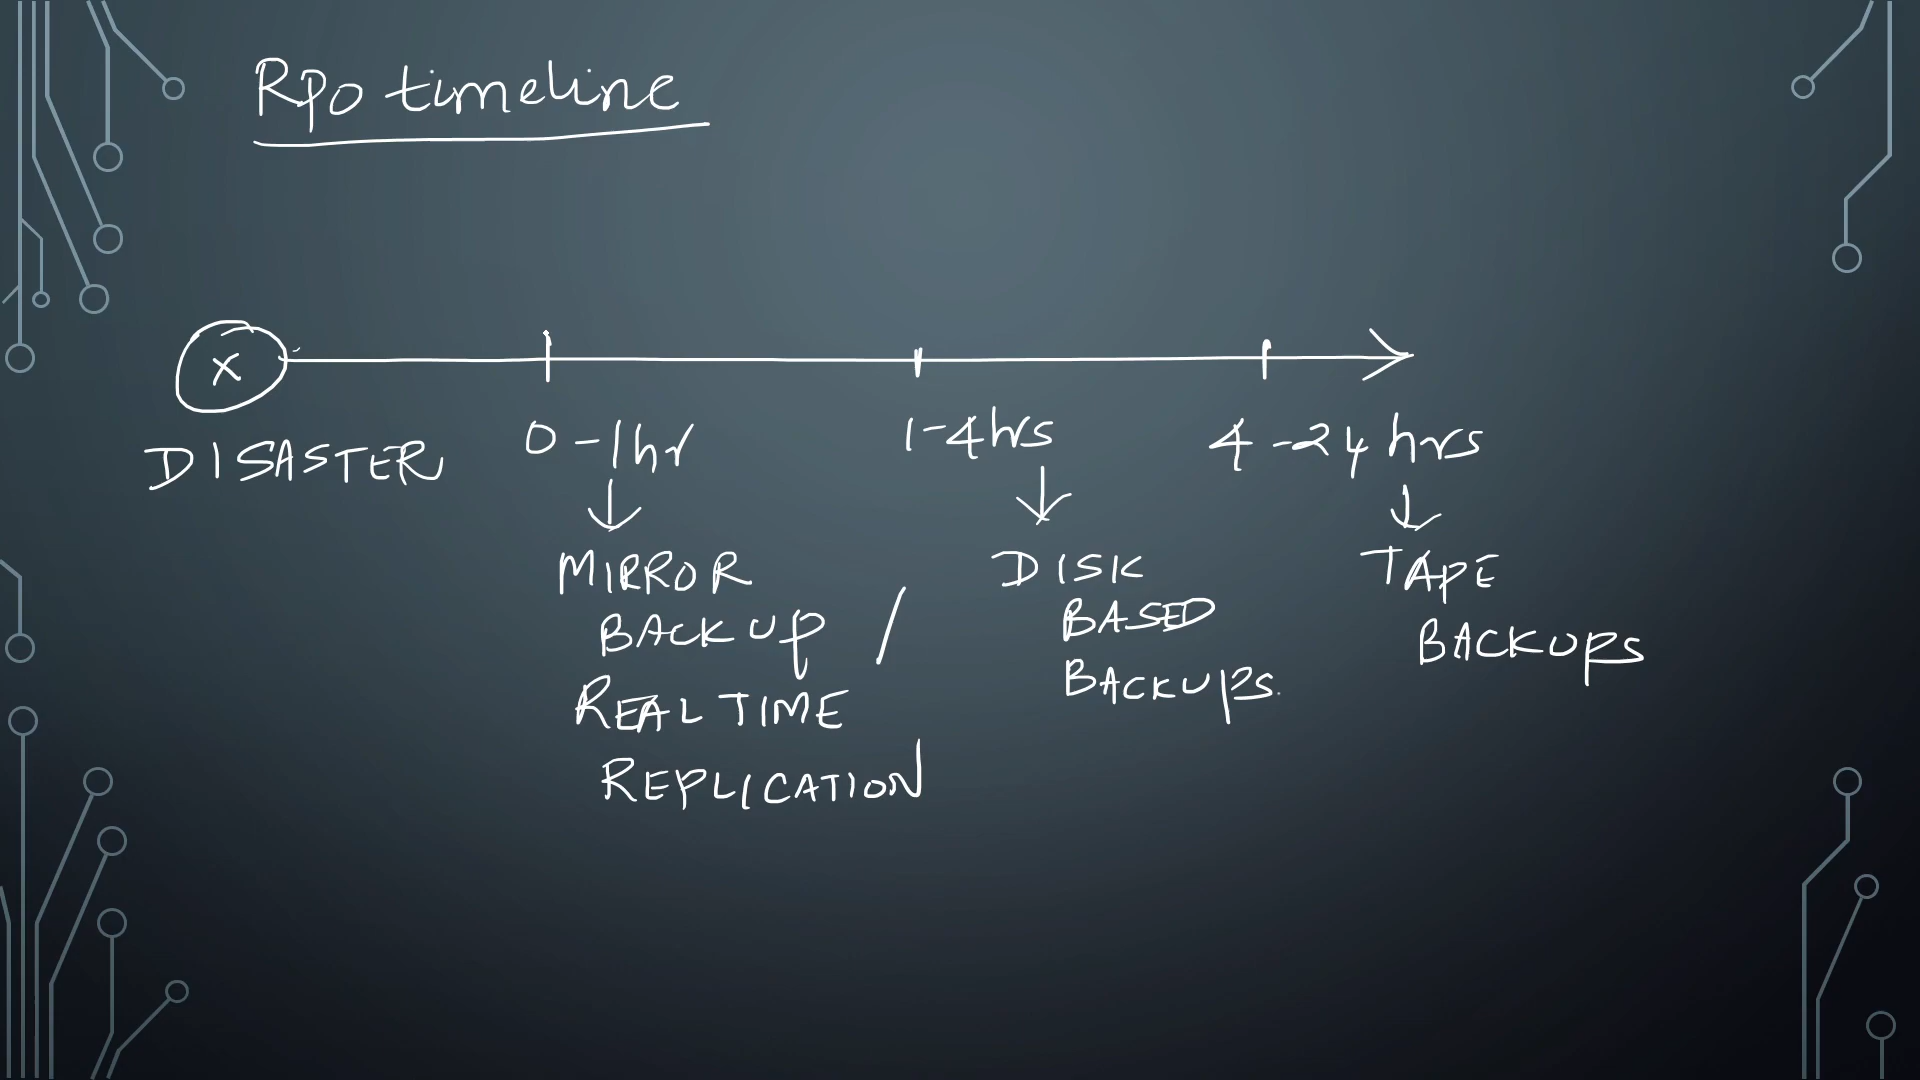 RPO timeline
DISASTER
0-1hr
1-4hrs
4-24hrs
MIRROR
BACKUP /
REAL TIME
REPLICATION
DISK
BASED
BACKUPS.
TAPE
BACKUPS